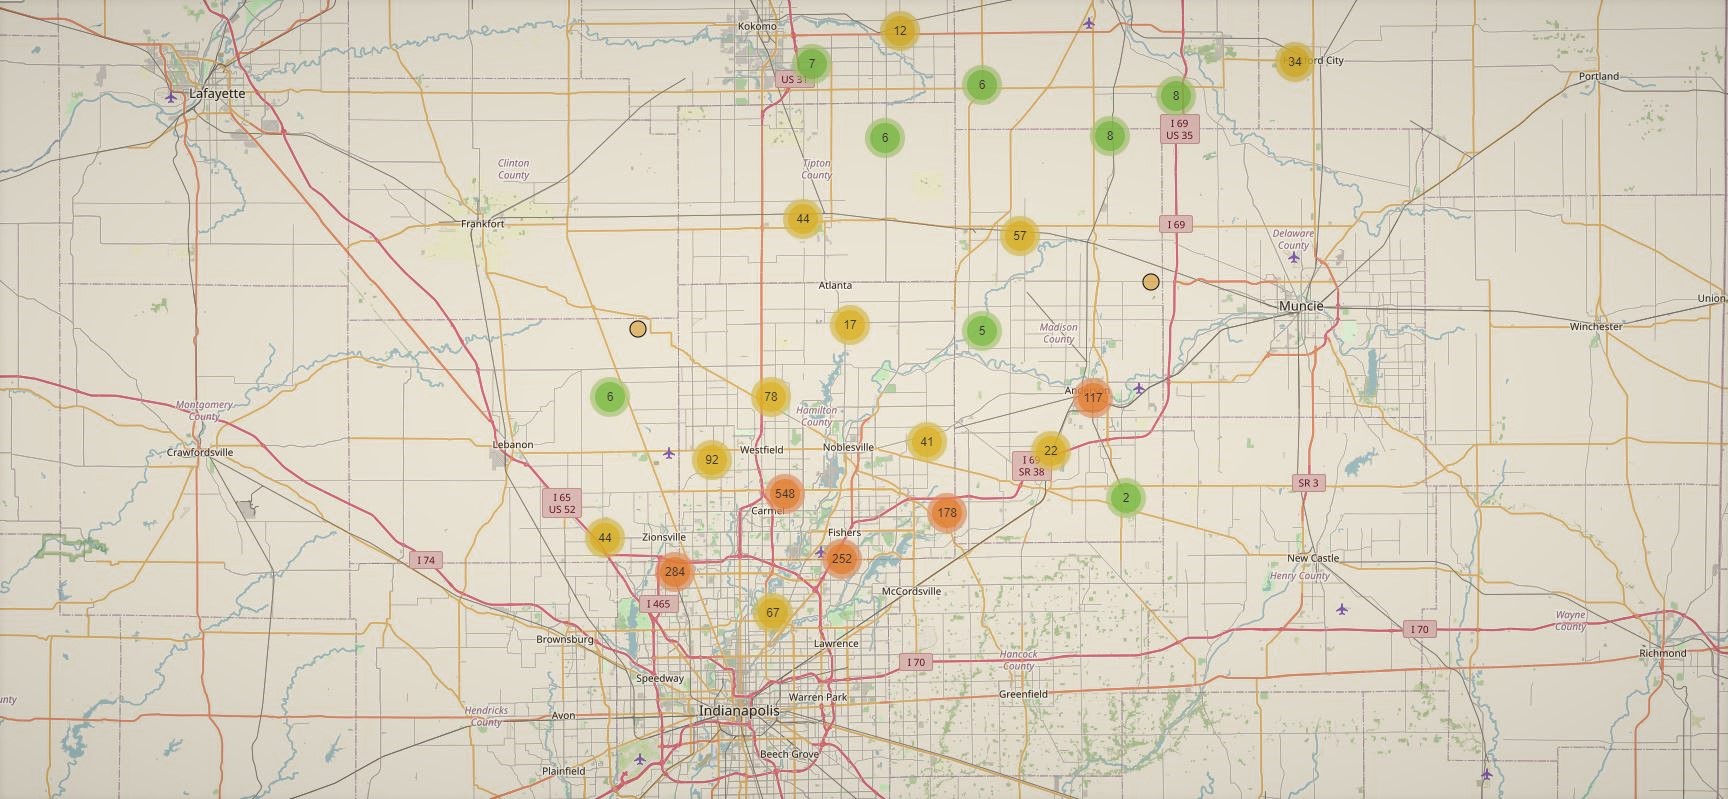 Kokomo
12
7
US 31
34
ford City
Portland
Lafayette
6
8
I 69
US 35
8
6
Clinton
County
Tipton
County
Frankfort
44
57
I 69
Delaware
County
Atlanta
Muncie
Union
Winchester
17
5
Madison
County
6
78
117
Montgomery
County
Hamilton
County
Crawfordsville
Lebanon
92
Westfield
Noblesville
41
22
I 69
SR 38
548
Carmel
178
2
SR 3
I 65
US 52
44
Zionsville
Fishers
252
284
I 74
New Castle
Henry County
McCordsville
I 465
67
Brownsburg
Lawrence
Wayne
County
I 70
I 70
Hancock
County
Richmond
Speedway
Warren Park
Greenfield
unty
Hendricks
County
Avon
Indianapolis
Beech Grove
Plainfield